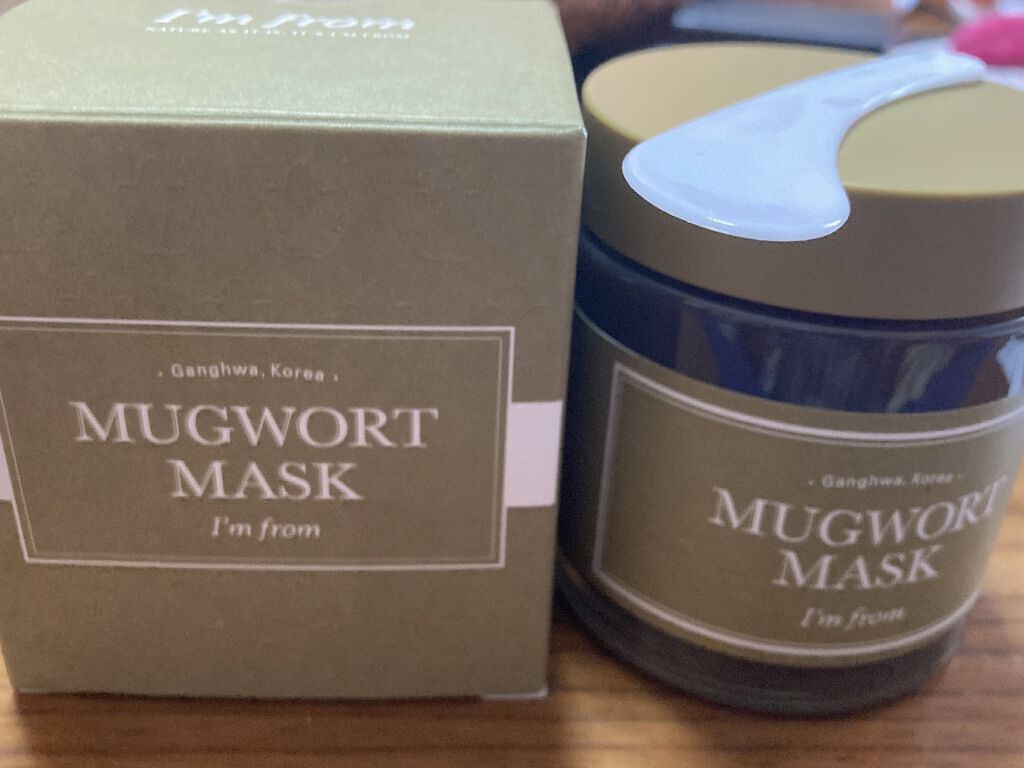 I'm from
· Ganghwa, Korea ·
MUGWORT
MASK
I'm from
· Ganghwa, Korea ·
MUGWORT
MASK
I'm from